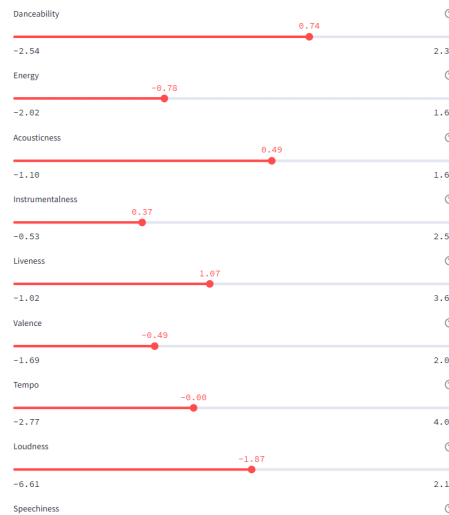 Danceability
0.74
-2.54 2.3
Energy
-0.78
-2.02 1.6
Acousticness
0.49
-1.10 1.6
Instrumentalness
0.37
-0.53 2.5
Liveness
1.07
-1.02 3.6
Valence
-0.49
-1.69 2.0
Tempo
-0.00
-2.77 4.0
Loudness
-1.87
-6.61 2.1
Speechiness